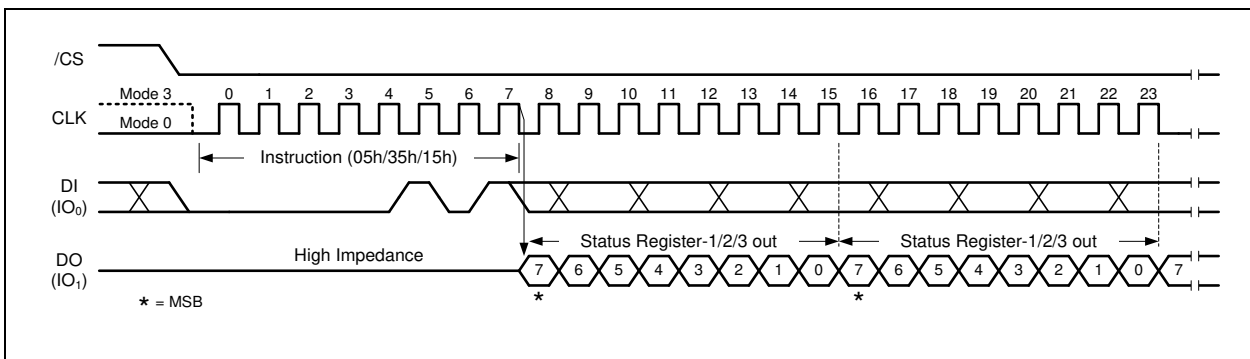 /CS
Mode 3
0 1 2 3 4 5 6 7 8 9 10 11 12 13 14 15 16 17 18 19 20 21 22 23
CLK
Mode 0
Instruction (05h/35h/15h)
DI
(IO0)
Status Register-1/2/3 out Status Register-1/2/3 out
High Impedance
DO
(IO1)
7 6 5 4 3 2 1 0 7 6 5 4 3 2 1 0 7
* *
* = MSB